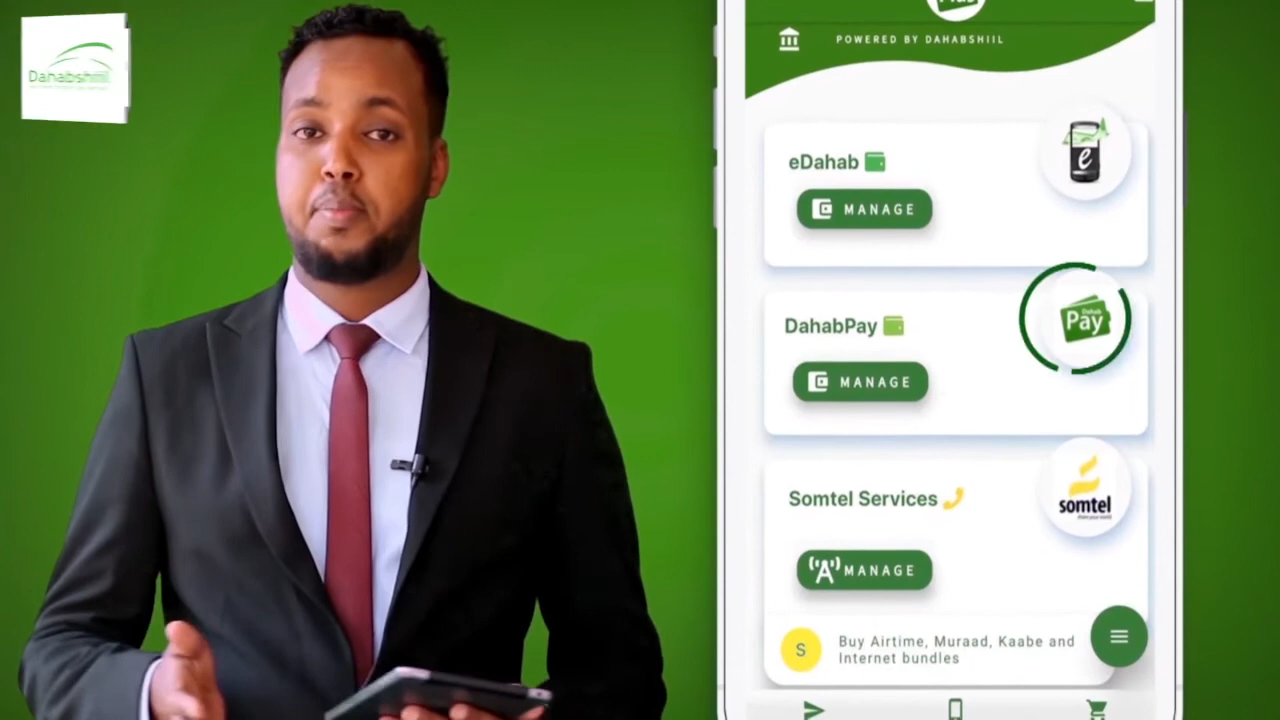 Dahabshiil
POWERED BY DAHABSHIIL
eDahab
e
MANAGE
DahabPay
Dahab
Pay
MANAGE
Somtel Services
somtel
MANAGE
S
Buy Airtime, Muraad, Kaabe and
Internet bundles